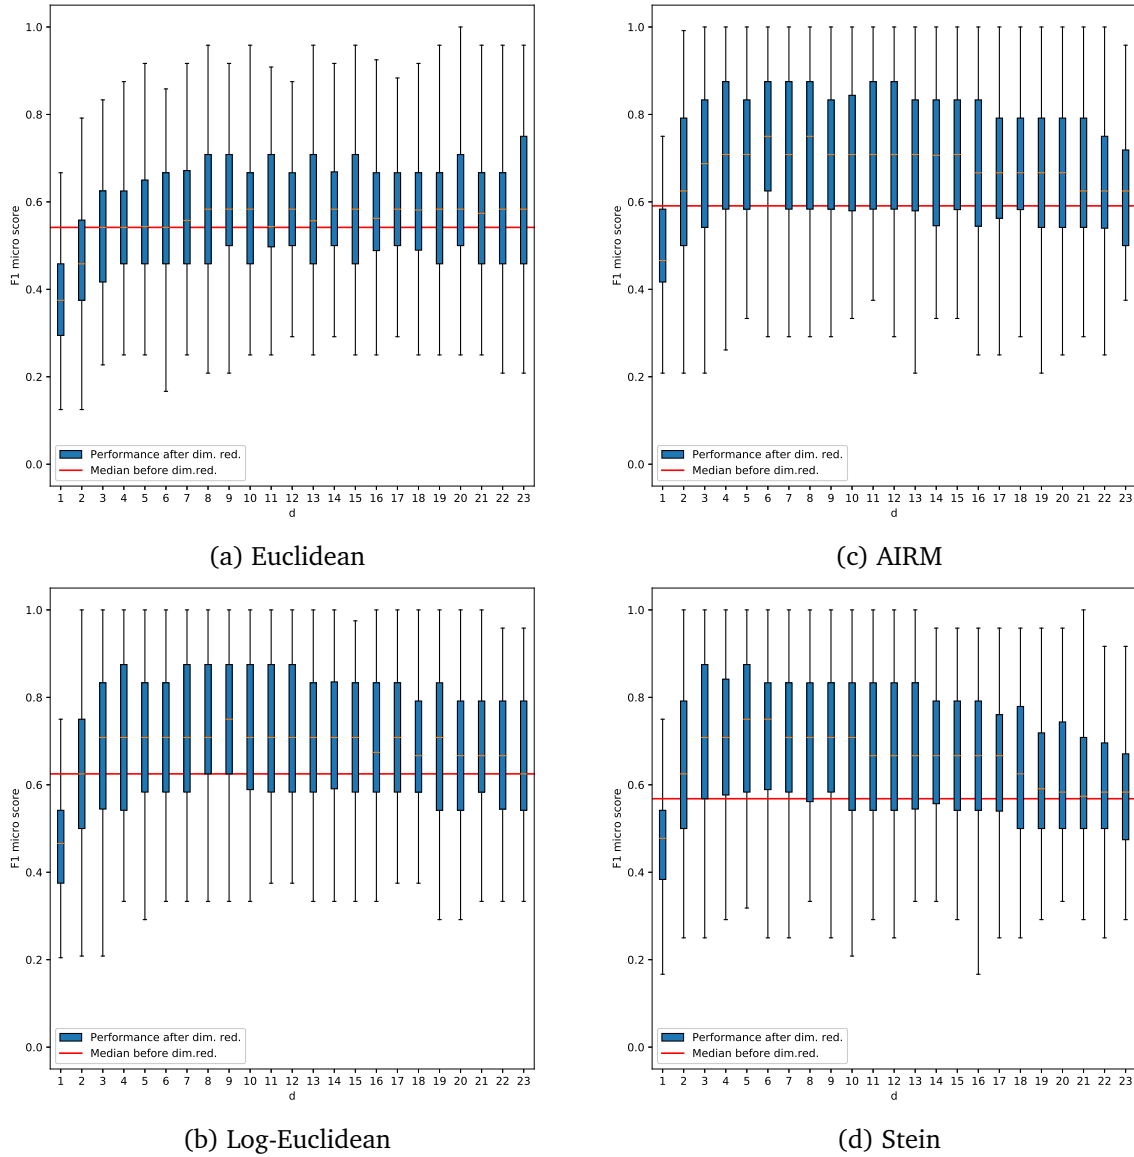 1.0
0.8
0.6
0.4
0.2
0.0
F1 micro score
Performance after dim. red.
Median before dim.red.
1 2 3 4 5 6 7 8 9 10 11 12 13 14 15 16 17 18 19 20 21 22 23
d
(a) Euclidean
1.0
0.8
0.6
0.4
0.2
0.0
F1 micro score
Performance after dim. red.
Median before dim.red.
1 2 3 4 5 6 7 8 9 10 11 12 13 14 15 16 17 18 19 20 21 22 23
d
(c) AIRM
1.0
0.8
0.6
0.4
0.2
0.0
F1 micro score
Performance after dim. red.
Median before dim.red.
1 2 3 4 5 6 7 8 9 10 11 12 13 14 15 16 17 18 19 20 21 22 23
d
(b) Log-Euclidean
1.0
0.8
0.6
0.4
0.2
0.0
F1 micro score
Performance after dim. red.
Median before dim.red.
1 2 3 4 5 6 7 8 9 10 11 12 13 14 15 16 17 18 19 20 21 22 23
d
(d) Stein